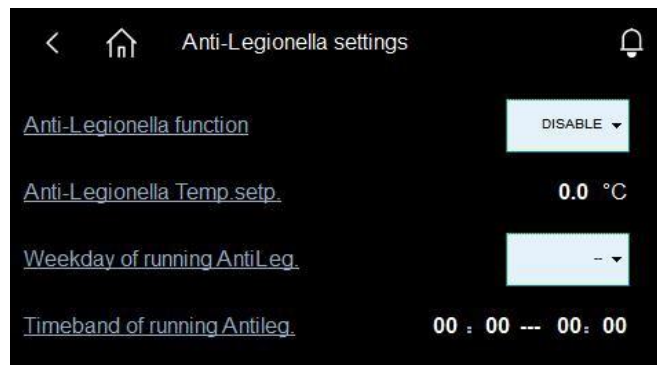 Anti-Legionella settings
Anti-Legionella function DISABLE
Anti-Legionella Temp.setp. 0.0 °C
Weekday of running AntiLeg. --
Timeband of running Antileg. 00 : 00 --- 00: 00